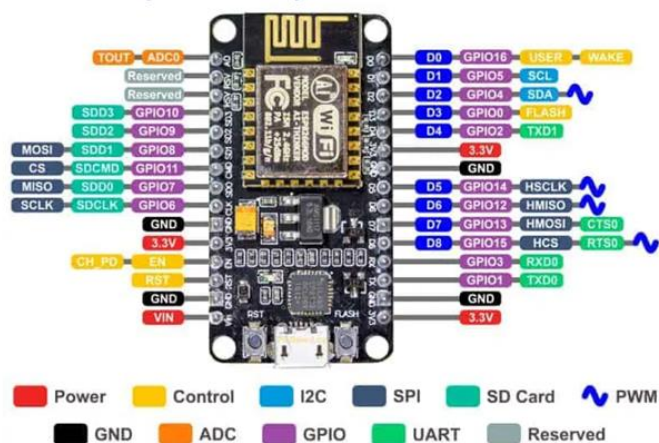 TOUT ADC0 A0 D0 GPIO16 USER WAKE
Reserved D1 GPIO5 SCL
Reserved D2 GPIO4 SDA
SDD3 GPIO10 D3 GPIO0 FLASH
SDD2 GPIO9 D4 GPIO2 TXD1
MOSI SDD1 GPIO8 3.3V
CS SDCMD GPIO11 GND
MISO SDD0 GPIO7 D5 GPIO14 HSCLK
SCLK SDCLK GPIO6 D6 GPIO12 HMISO
GND D7 GPIO13 HMOSI CTS0
3.3V D8 GPIO15 HCS RTS0
CH_PD EN GPIO3 RXD0
RST GPIO1 TXD0
GND GND
VIN 3.3V
WiFi
FC
RST FLASH
Power Control I2C SPI SD Card PWM
GND ADC GPIO UART Reserved